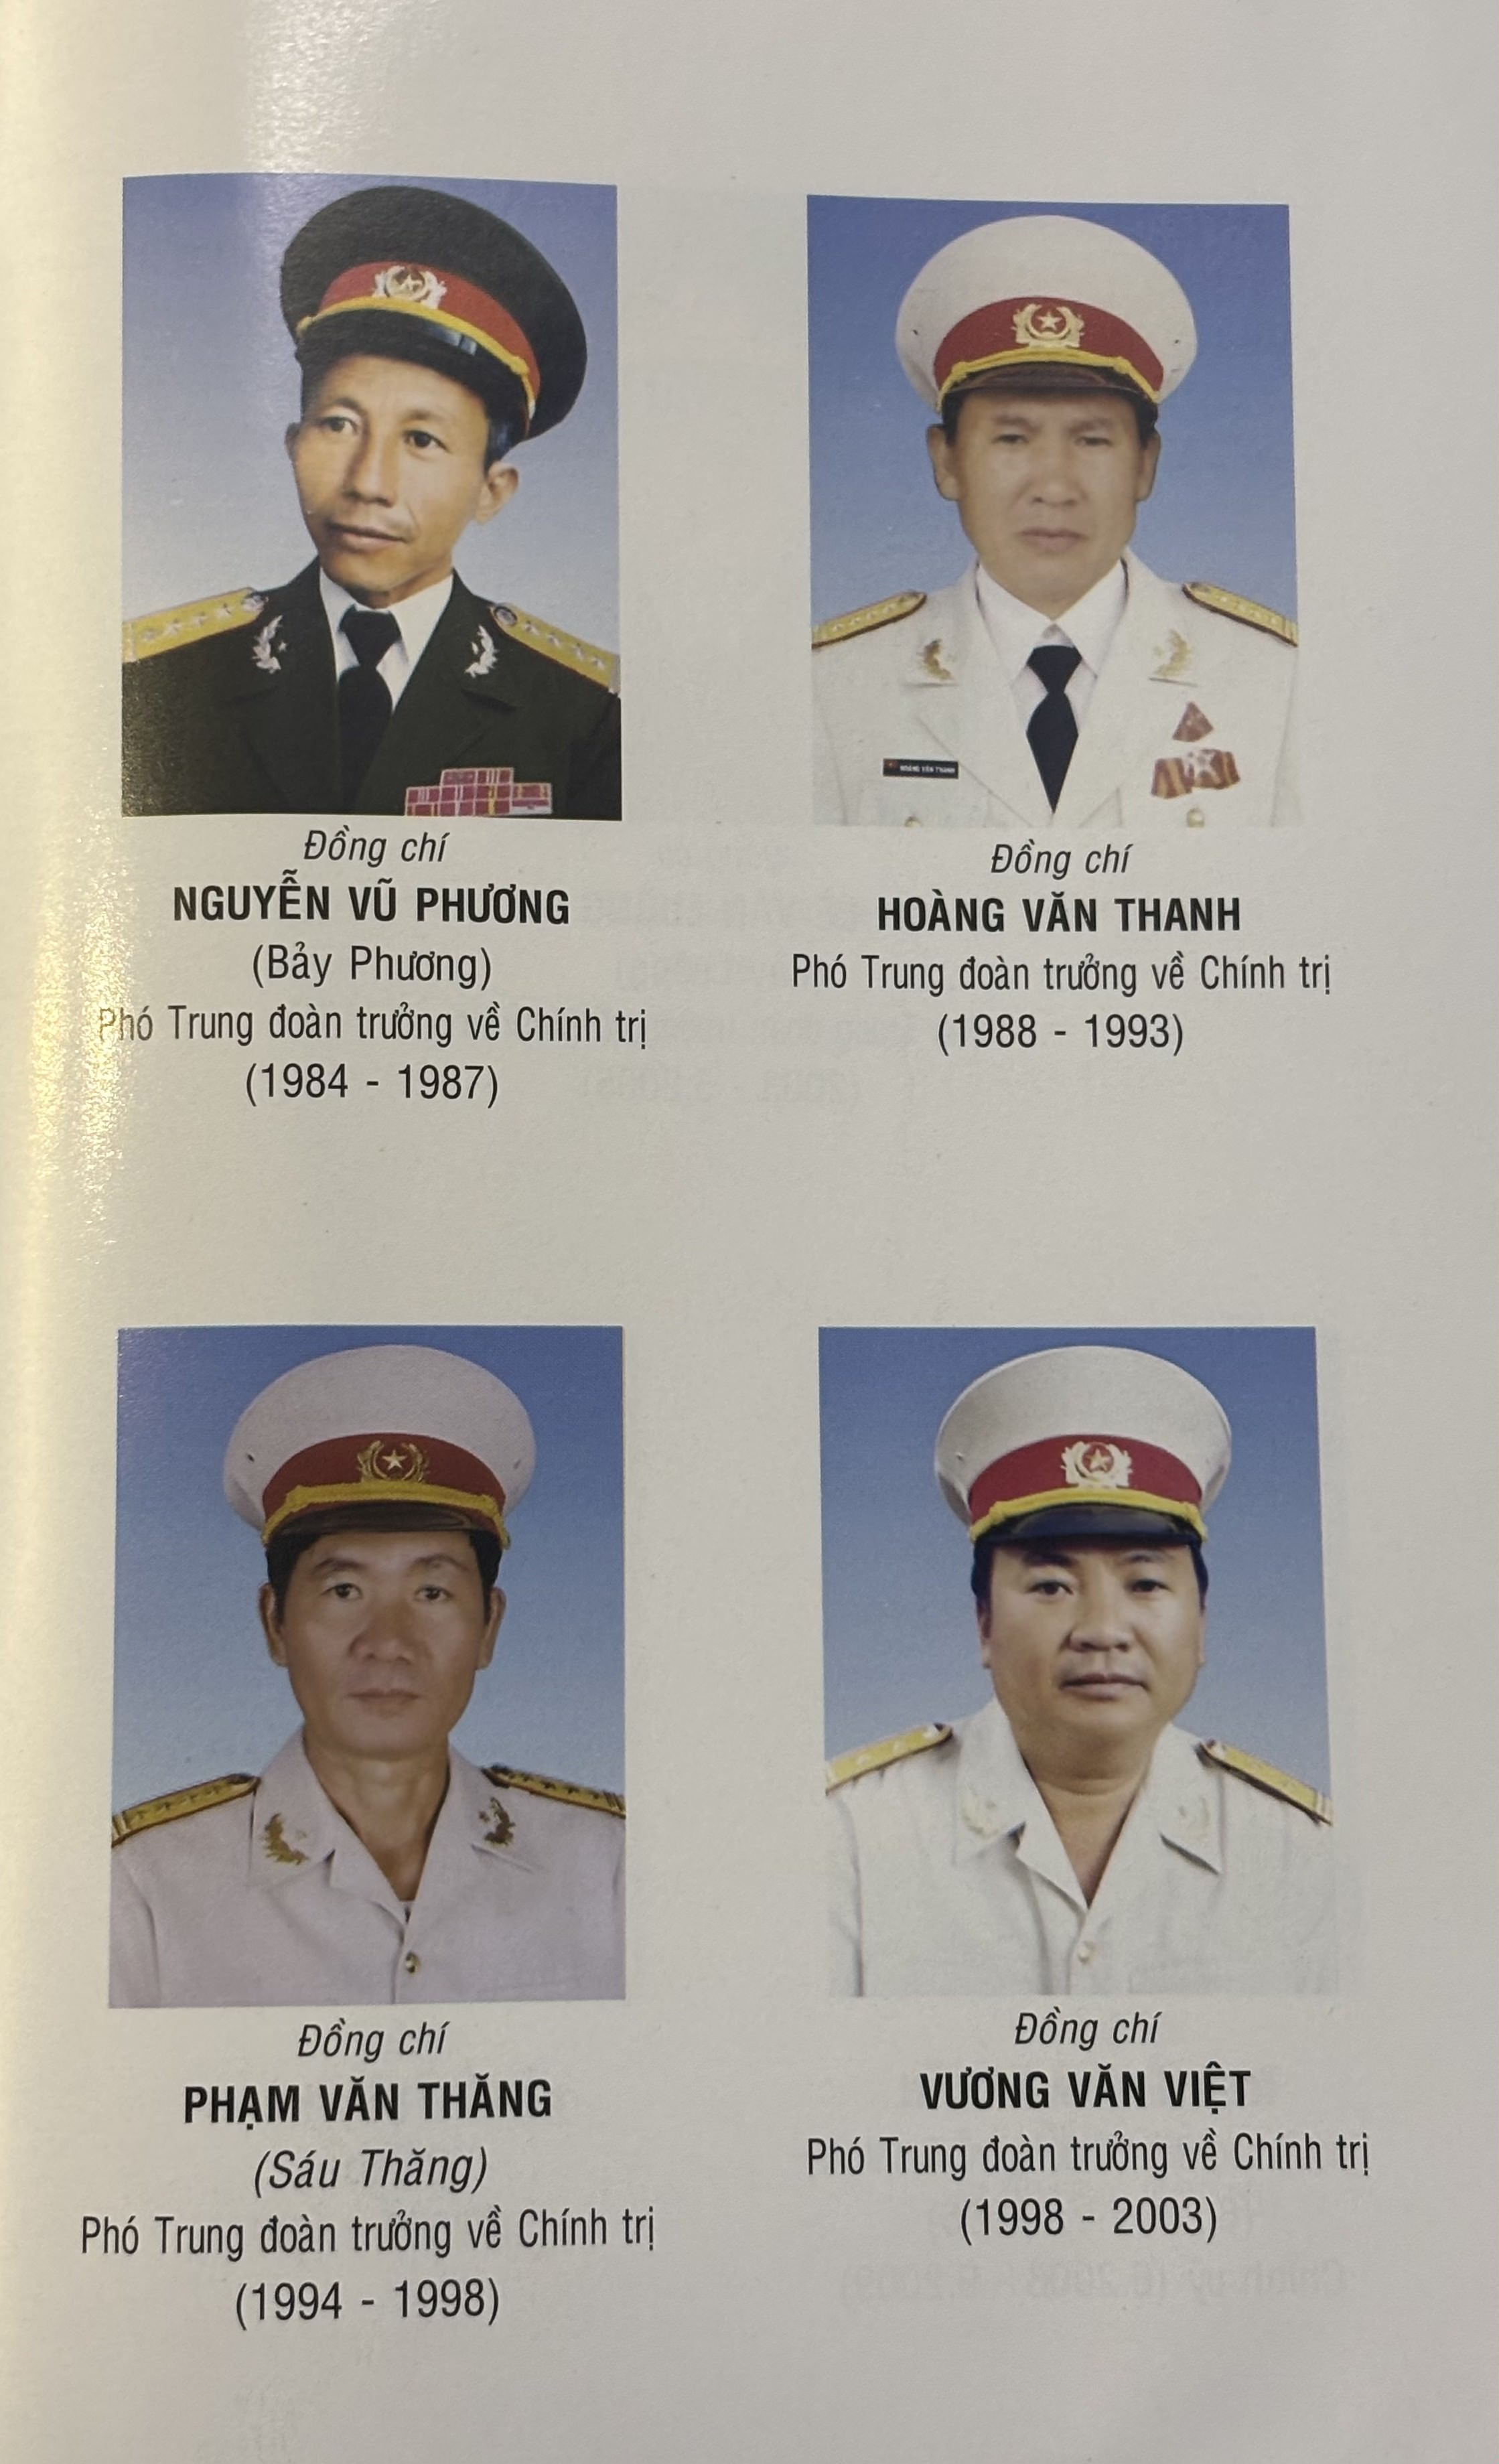 Đồng chí
NGUYỄN VŨ PHƯƠNG
(Bảy Phương)
Phó Trung đoàn trưởng về Chính trị
(1984 - 1987)
HOÀNG VĂN THANH
Đồng chí
HOÀNG VĂN THANH
Phó Trung đoàn trưởng về Chính trị
(1988 - 1993)
Đồng chí
PHẠM VĂN THĂNG
(Sáu Thăng)
Phó Trung đoàn trưởng về Chính trị
(1994 - 1998)
Đồng chí
VƯƠNG VĂN VIỆT
Phó Trung đoàn trưởng về Chính trị
(1998 - 2003)